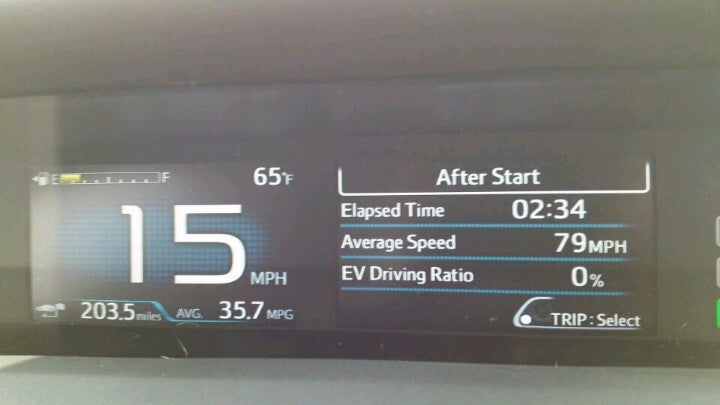 E F 65°F
15 MPH
203.5 miles AVG. 35.7 MPG
After Start
Elapsed Time 02:34
Average Speed 79 MPH
EV Driving Ratio 0%
TRIP : Select